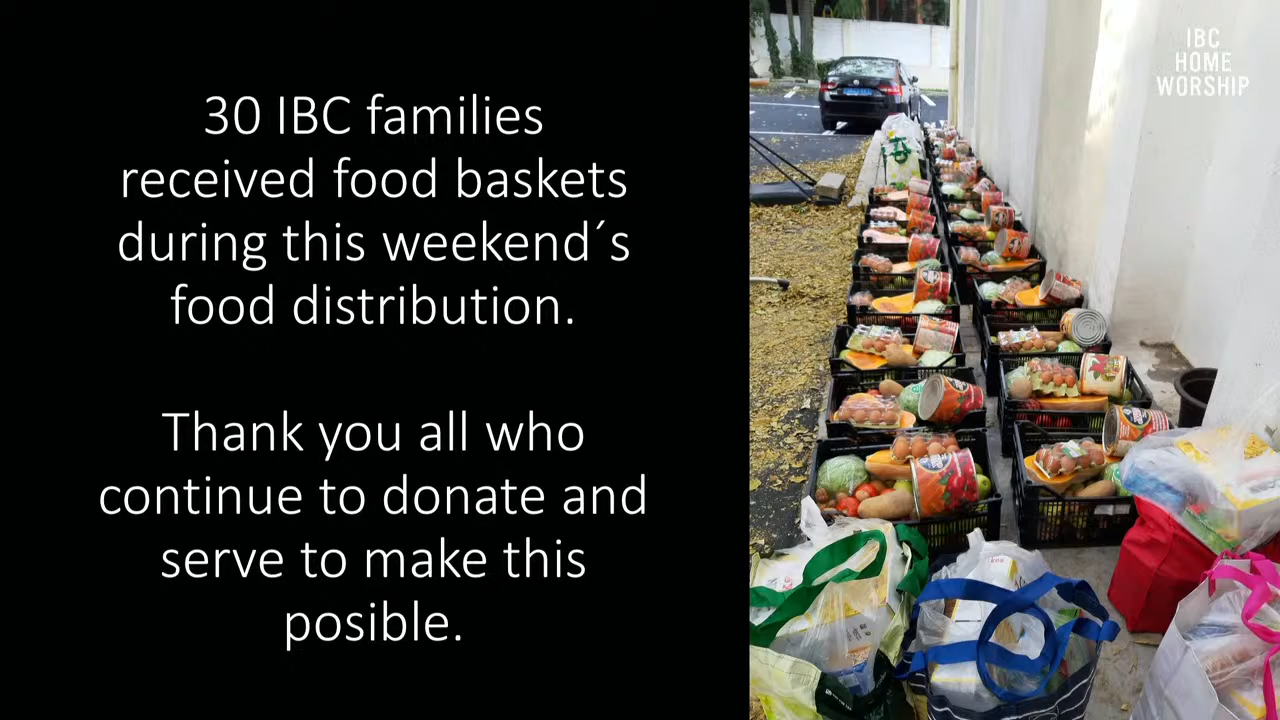 30 IBC families
received food baskets
during this weekend´s
food distribution.
Thank you all who
continue to donate and
serve to make this
posible.
IBC
HOME
WORSHIP